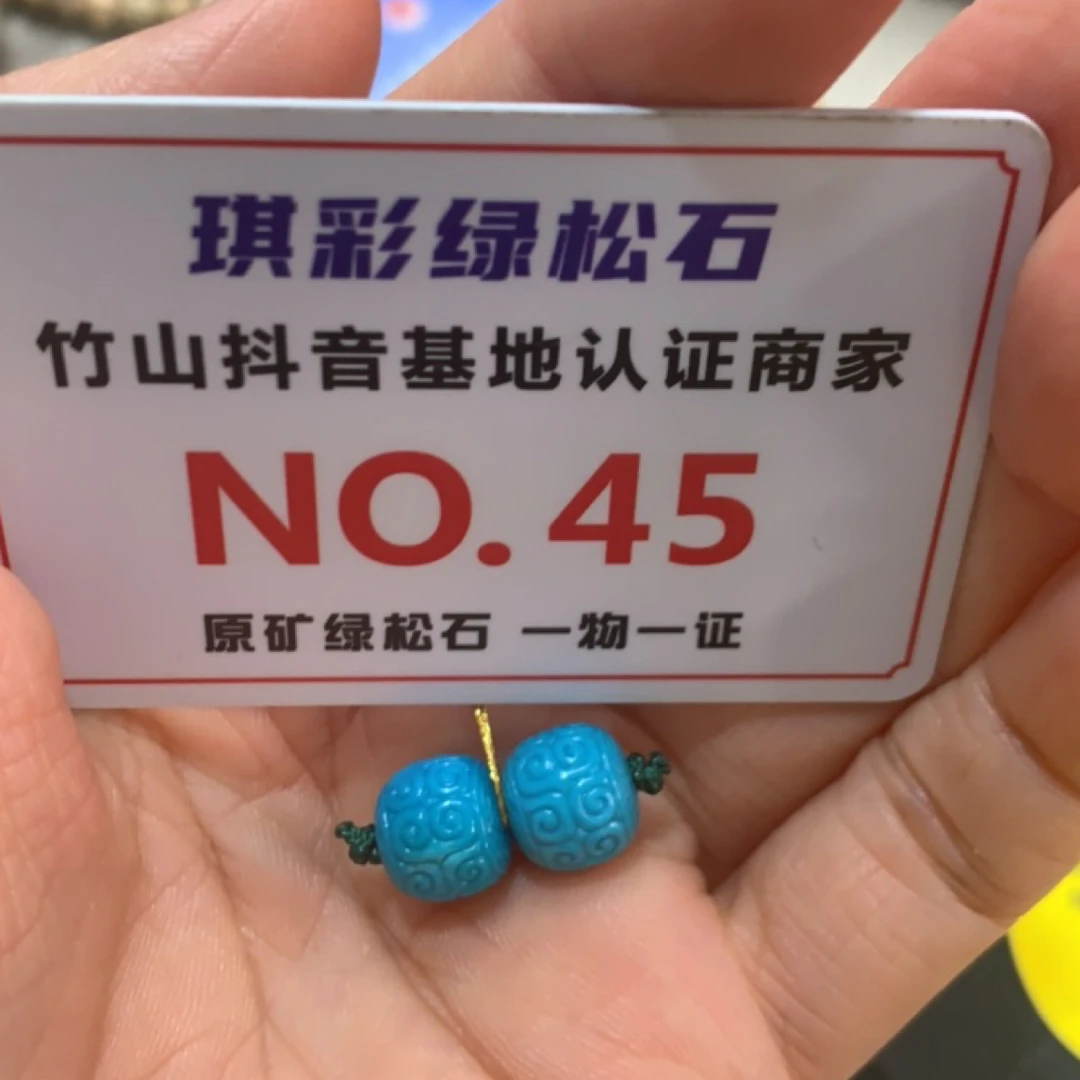 琪彩绿松石
竹山抖音基地认证商家
NO.45
原矿绿松石 一物一证